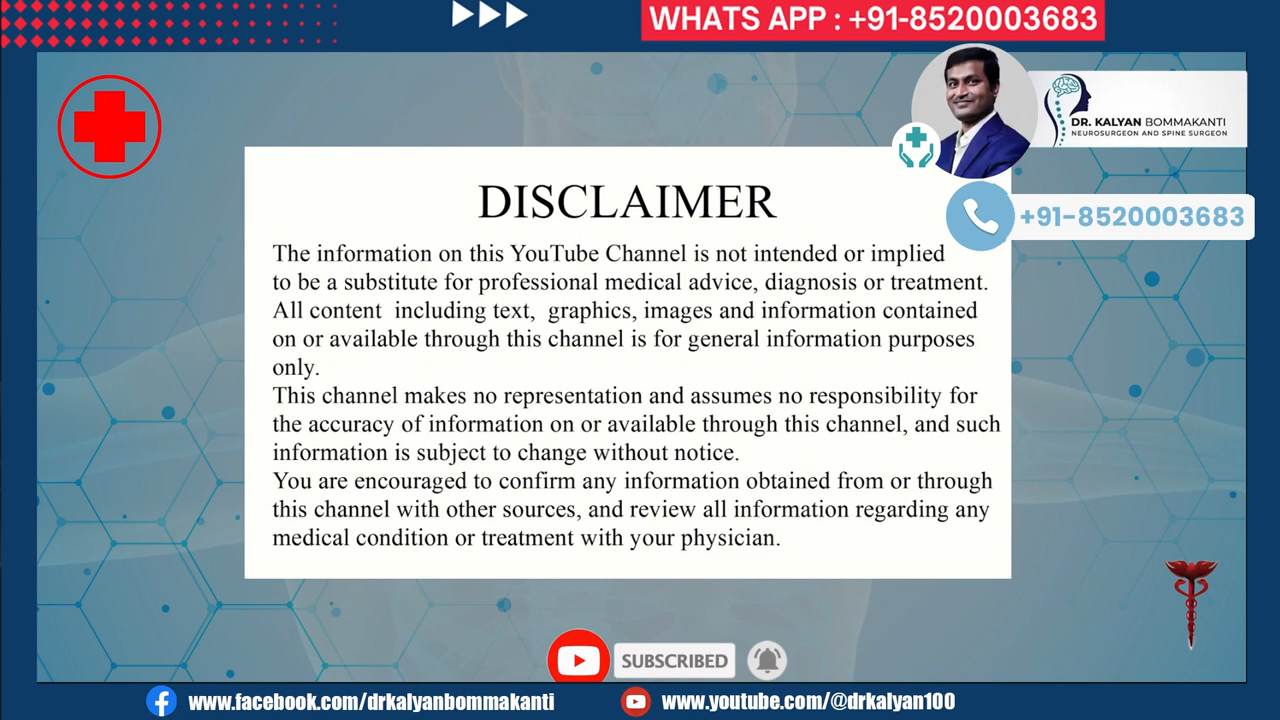 WHATS APP : +91-8520003683
DR. KALYAN BOMMAKANTI
NEUROSURGEON AND SPINE SURGEON
+91-8520003683
DISCLAIMER
The information on this YouTube Channel is not intended or implied
to be a substitute for professional medical advice, diagnosis or treatment.
All content including text, graphics, images and information contained
on or available through this channel is for general information purposes
only.
This channel makes no representation and assumes no responsibility for
the accuracy of information on or available through this channel, and such
information is subject to change without notice.
You are encouraged to confirm any information obtained from or through
this channel with other sources, and review all information regarding any
medical condition or treatment with your physician.
SUBSCRIBED
www.facebook.com/drkalyanbommakanti
www.youtube.com/@drkalyan100